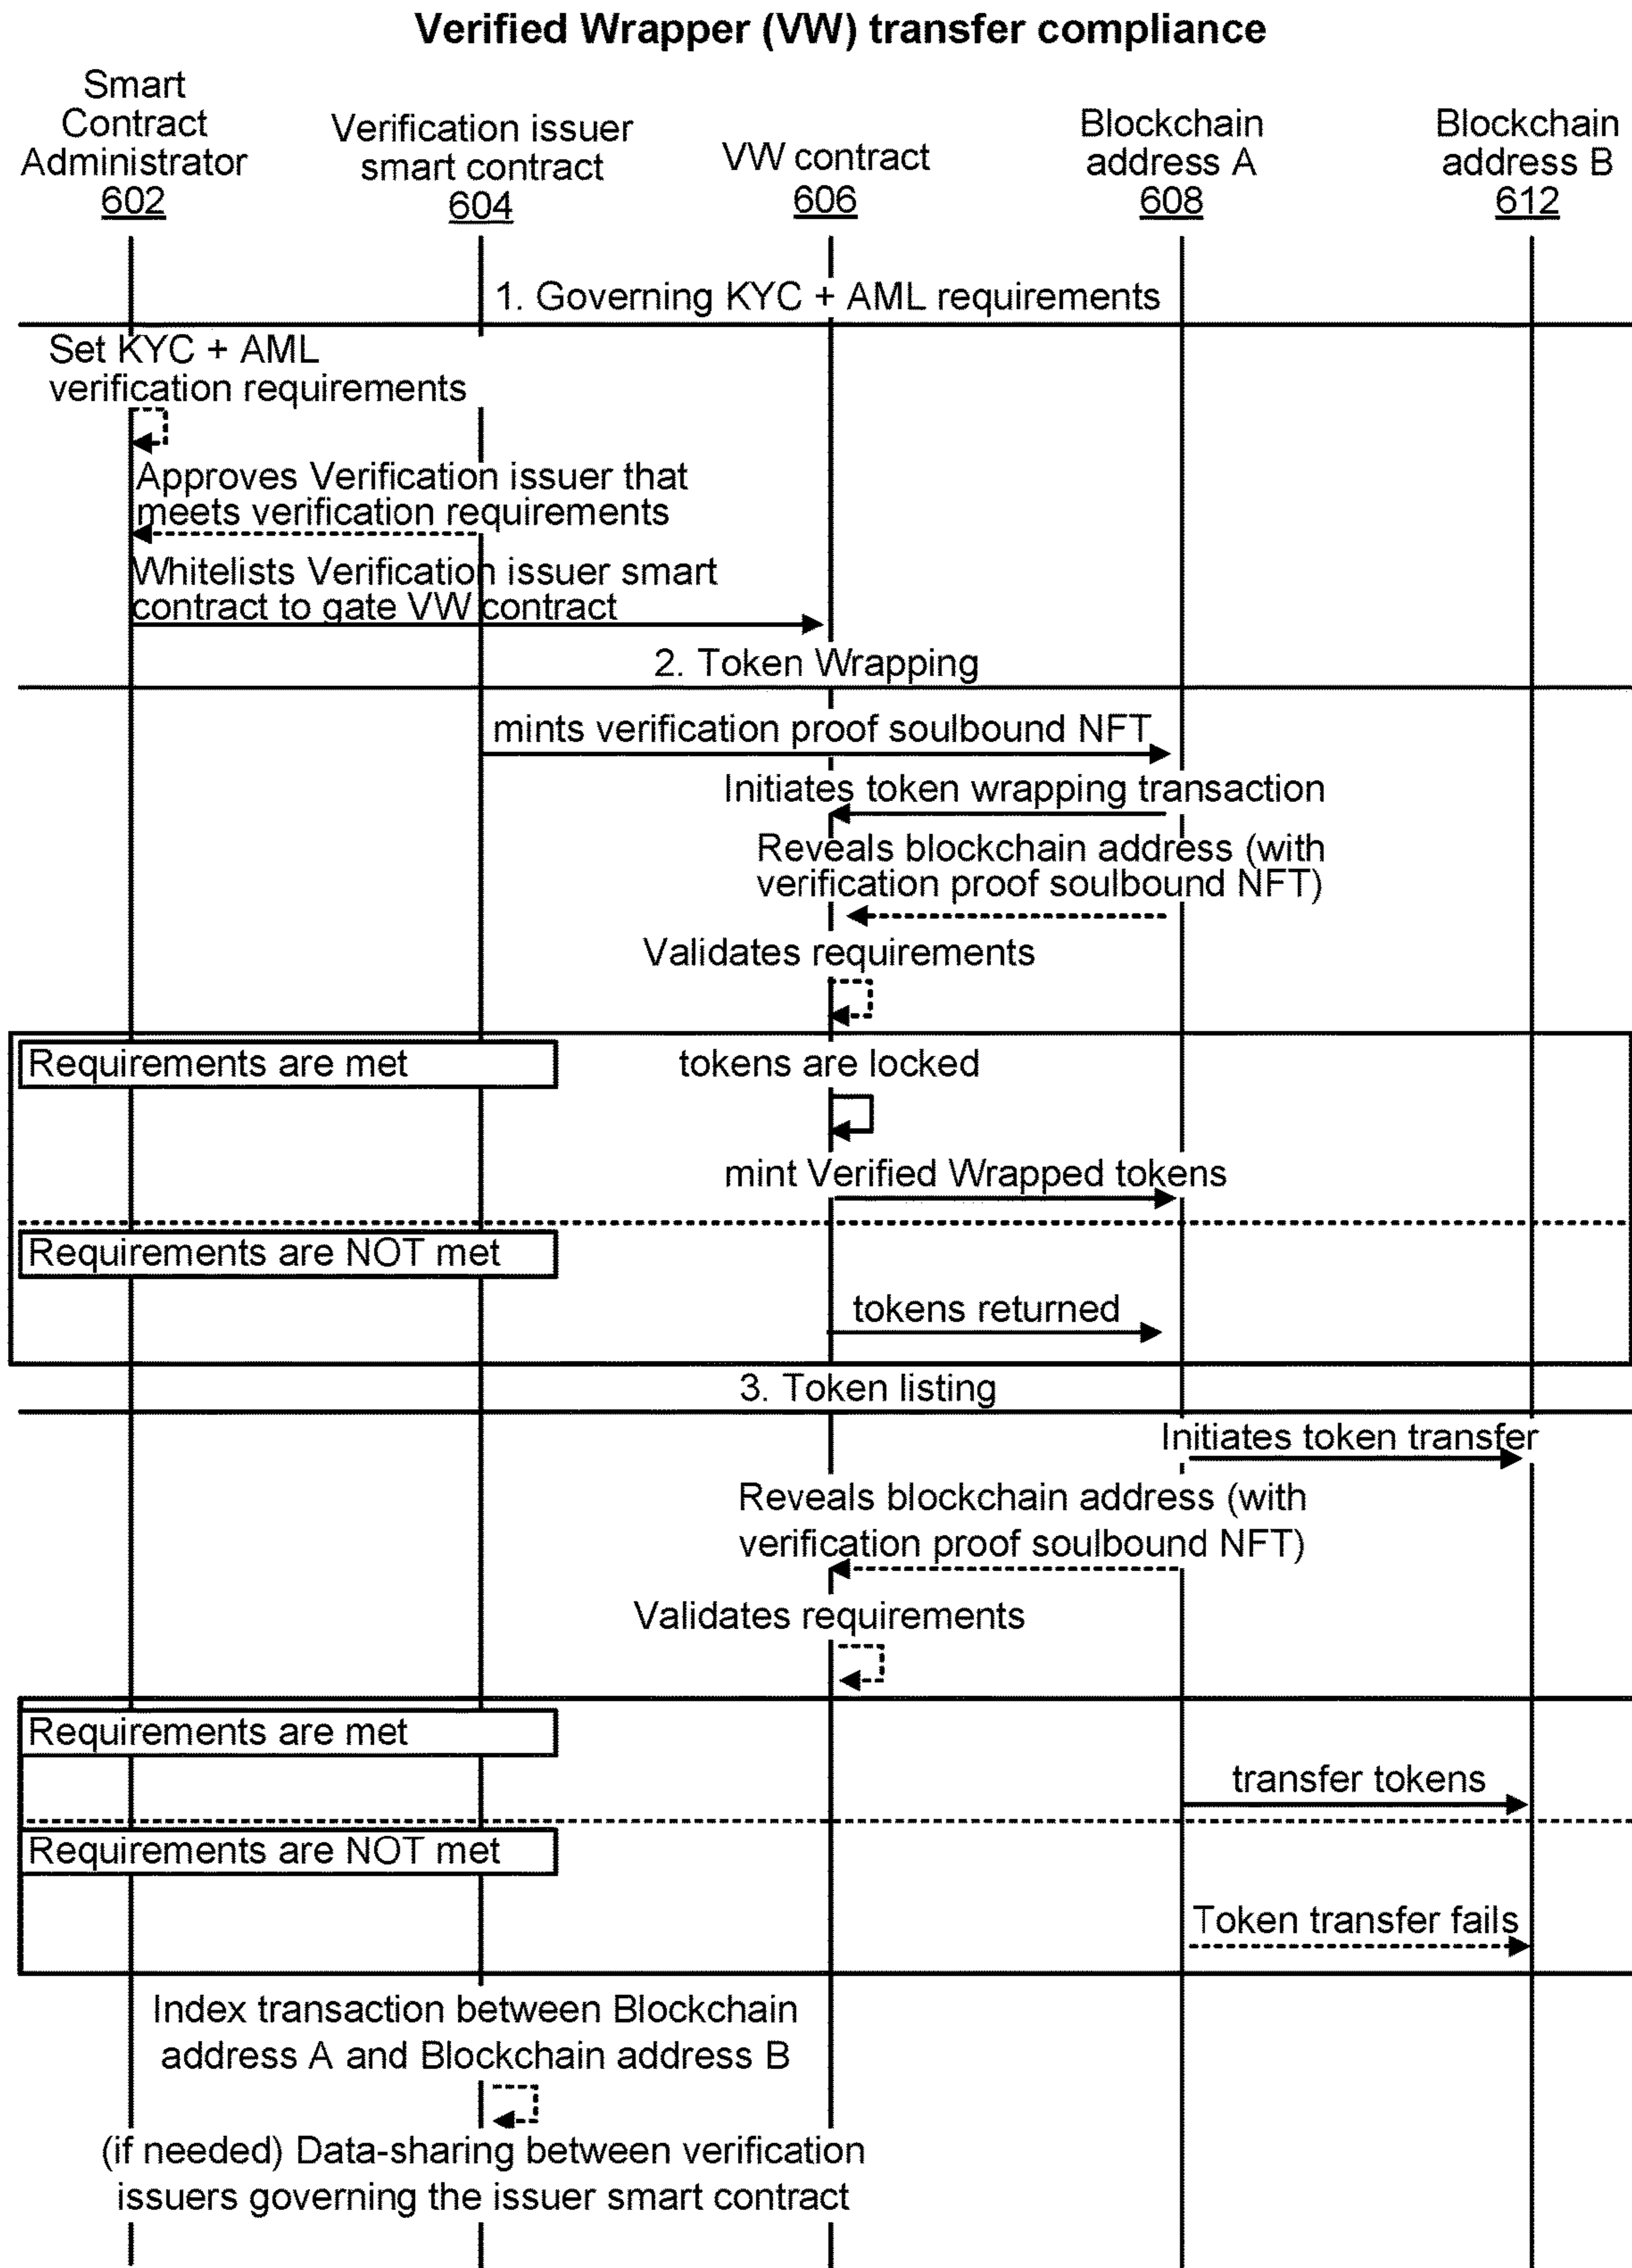 Verified Wrapper (VW) transfer compliance
Smart
Contract
Administrator
602
Verification issuer
smart contract
604
VW contract
606
Blockchain
address A
608
Blockchain
address B
612
1. Governing KYC + AML requirements
Set KYC + AML
verification requirements
Approves Verification issuer that
meets verification requirements
Whitelists Verification issuer smart
contract to gate VW contract
2. Token Wrapping
mints verification proof soulbound NFT
Initiates token wrapping transaction
Reveals blockchain address (with
verification proof soulbound NFT)
Validates requirements
Requirements are met
tokens are locked
mint Verified Wrapped tokens
Requirements are NOT met
tokens returned
3. Token listing
Initiates token transfer
Reveals blockchain address (with
verification proof soulbound NFT)
Validates requirements
Requirements are met
transfer tokens
Requirements are NOT met
Token transfer fails
Index transaction between Blockchain
address A and Blockchain address B
(if needed) Data-sharing between verification
issuers governing the issuer smart contract